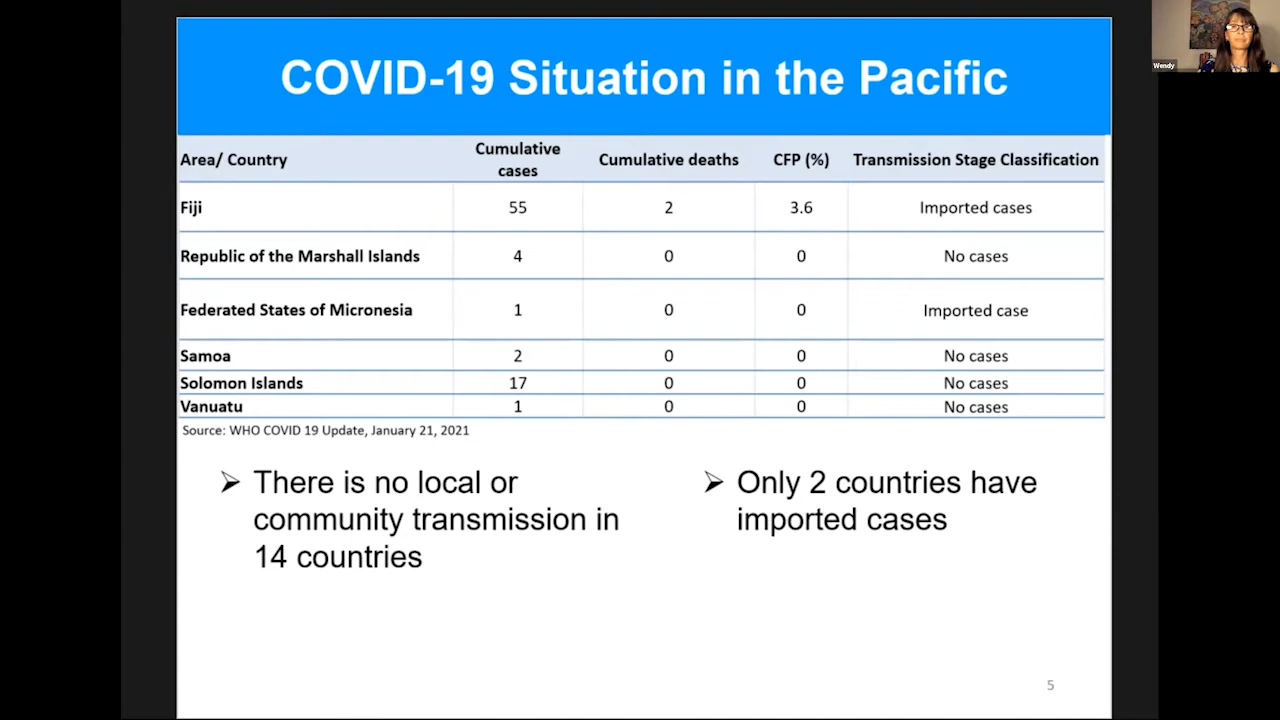 COVID-19 Situation in the Pacific
Wendy
Area/ Country Cumulative cases Cumulative deaths CFP (%) Transmission Stage Classification
Fiji 55 2 3.6 Imported cases
Republic of the Marshall Islands 4 0 0 No cases
Federated States of Micronesia 1 0 0 Imported case
Samoa 2 0 0 No cases
Solomon Islands 17 0 0 No cases
Vanuatu 1 0 0 No cases
Source: WHO COVID 19 Update, January 21, 2021
➢ There is no local or
community transmission in
14 countries
➢ Only 2 countries have
imported cases
5